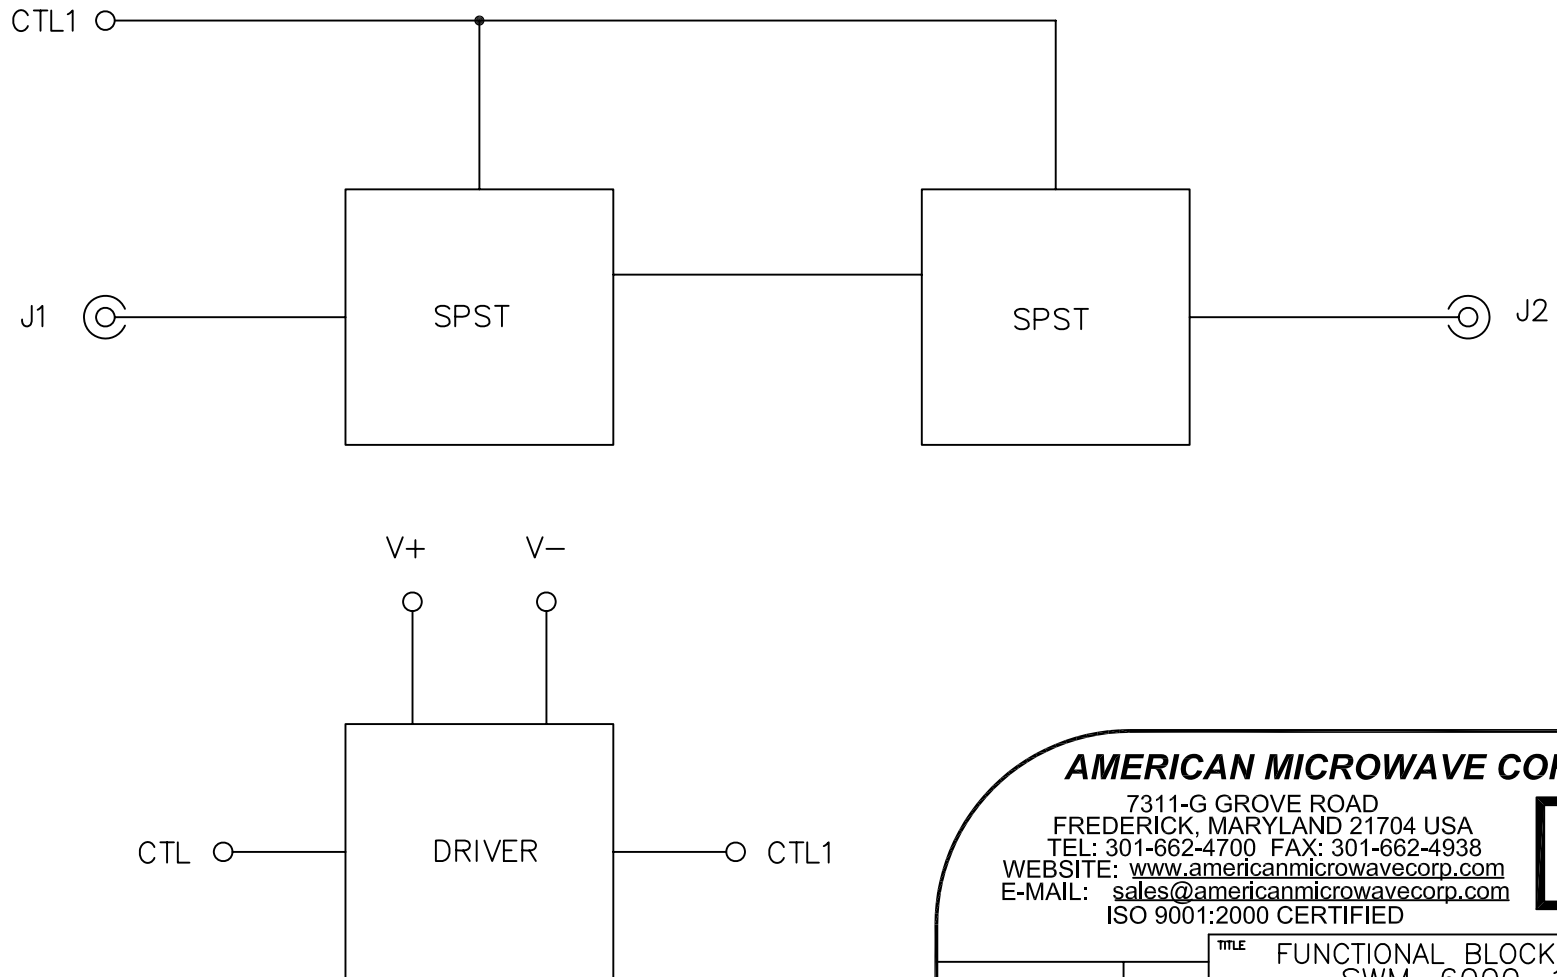 CTL1
J1
SPST
SPST
J2
V+ V-
CTL
DRIVER
CTL1
AMERICAN MICROWAVE
7311-G GROVE ROAD
FREDERICK, MARYLAND 21704 USA
TEL: 301-662-4700 FAX: 301-662-4938
WEBSITE: www.americanmicrowavecorp.com
E-MAIL: sales@americanmicrowavecorp.com
ISO 9001:2000 CERTIFIED
TITLE FUNCTIONAL BLOCK